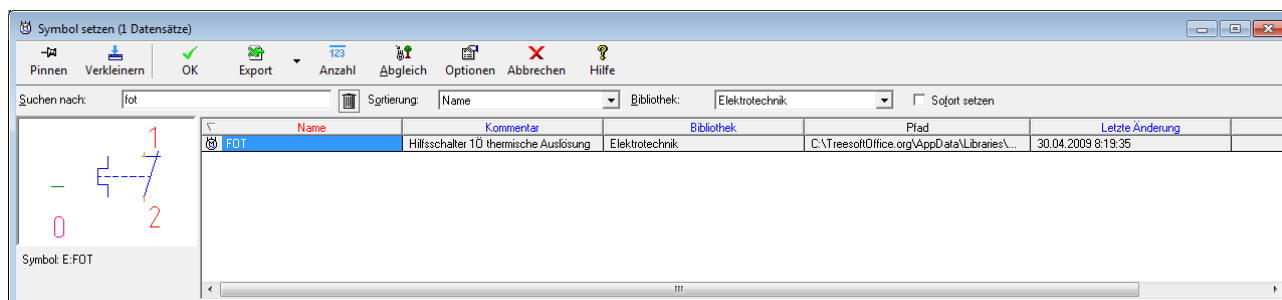 Symbol setzen (1 Datensätze)
Pinnen Verkleinern OK Export 123 Anzahl Abgleich Optionen Abbrechen Hilfe
Suchen nach: fot Sortierung: Name Bibliothek: Elektrotechnik Sofort setzen
Name Kommentar Bibliothek Pfad Letzte Änderung
FOT Hilfsschalter 1Ö thermische Auslösung Elektrotechnik C:\TreesoftOffice.org\AppData\Libraries\... 30.04.2009 8:19:35
1
2
0
Symbol: E:FOT